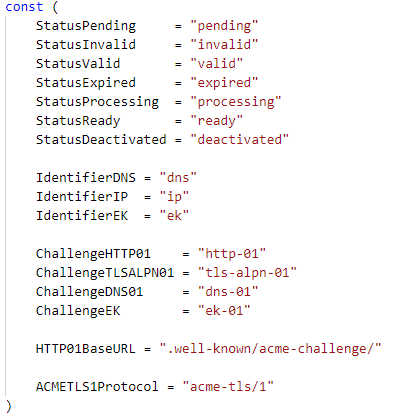 const (
    StatusPending     = "pending"
    StatusInvalid     = "invalid"
    StatusValid       = "valid"
    StatusExpired     = "expired"
    StatusProcessing  = "processing"
    StatusReady       = "ready"
    StatusDeactivated = "deactivated"

    IdentifierDNS = "dns"
    IdentifierIP  = "ip"
    IdentifierEK  = "ek"

    ChallengeHTTP01    = "http-01"
    ChallengeTLSALPN01 = "tls-alpn-01"
    ChallengeDNS01     = "dns-01"
    ChallengeEK        = "ek-01"

    HTTP01BaseURL = ".well-known/acme-challenge/"

    ACMETLS1Protocol = "acme-tls/1"
)